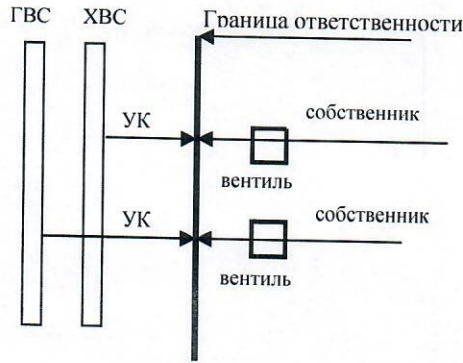 ГВС ХВС Граница ответственности
УК собственник
вентиль
УК собственник
вентиль